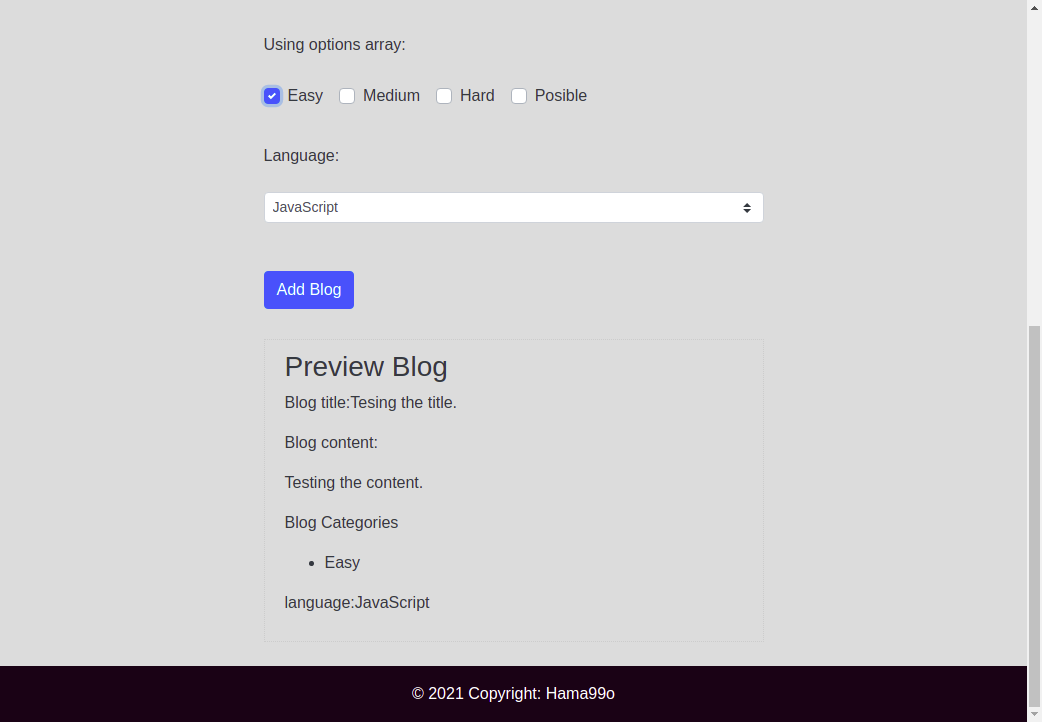 Using options array:
Easy Medium Hard Posible
Language:
JavaScript
Add Blog
Preview Blog
Blog title:Tesing the title.
Blog content:
Testing the content.
Blog Categories
• Easy
language:JavaScript
© 2021 Copyright: Hama99o